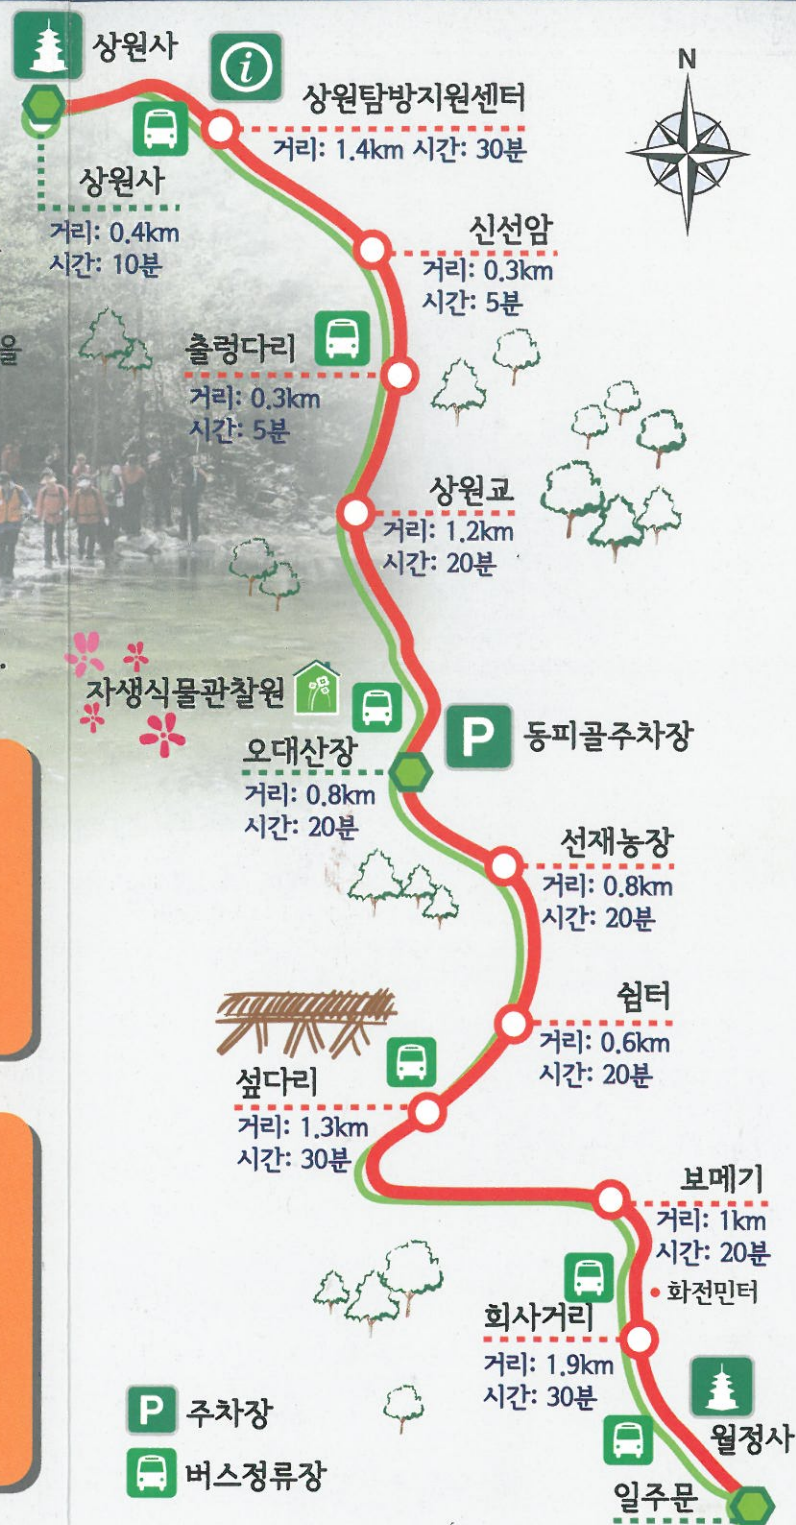 상원사
N
상원탐방지원센터
거리: 1.4km 시간: 30분
상원사
거리: 0.4km
시간: 10분
신선암
거리: 0.3km
시간: 5분
을
출렁다리
거리: 0.3km
시간: 5분
상원교
거리: 1.2km
시간: 20분
자생식물관찰원
P 동피골주차장
오대산장
거리: 0.8km
시간: 20분
선재농장
거리: 0.8km
시간: 20분
쉼터
거리: 0.6km
시간: 20분
섶다리
거리: 1.3km
시간: 30분
보메기
거리: 1km
시간: 20분
• 화전민터
회사거리
거리: 1.9km
시간: 30분
월정사
일주문
P 주차장
버스정류장